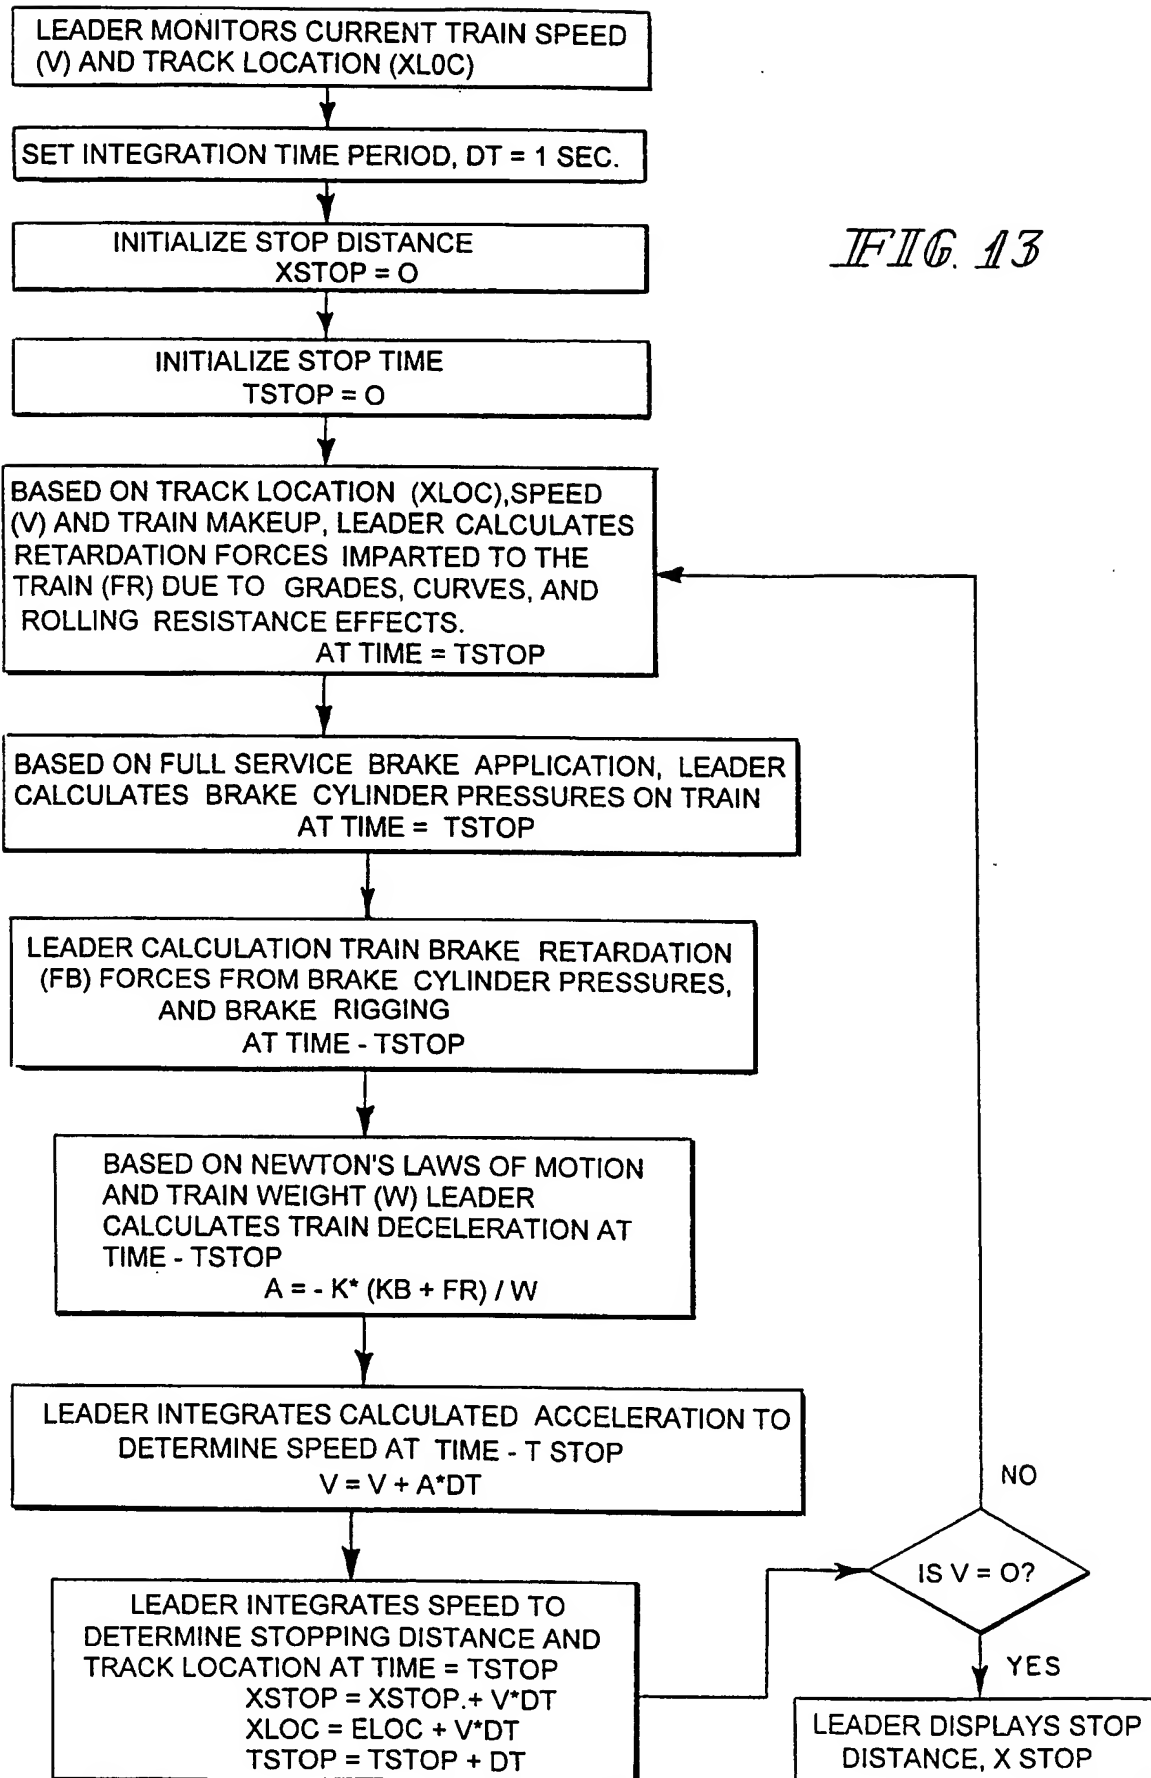 LEADER MONITORS CURRENT TRAIN SPEED
(V) AND TRACK LOCATION (XLOC)
SET INTEGRATION TIME PERIOD, DT = 1 SEC.
INITIALIZE STOP DISTANCE
XSTOP = O
FIG. 13
INITIALIZE STOP TIME
TSTOP = O
BASED ON TRACK LOCATION (XLOC),SPEED
(V) AND TRAIN MAKEUP, LEADER CALCULATES
RETARDATION FORCES IMPARTED TO THE
TRAIN (FR) DUE TO GRADES, CURVES, AND
ROLLING RESISTANCE EFFECTS.
AT TIME = TSTOP
BASED ON FULL SERVICE BRAKE APPLICATION, LEADER
CALCULATES BRAKE CYLINDER PRESSURES ON TRAIN
AT TIME = TSTOP
LEADER CALCULATION TRAIN BRAKE RETARDATION
(FB) FORCES FROM BRAKE CYLINDER PRESSURES,
AND BRAKE RIGGING
AT TIME - TSTOP
BASED ON NEWTON'S LAWS OF MOTION
AND TRAIN WEIGHT (W) LEADER
CALCULATES TRAIN DECELERATION AT
TIME - TSTOP
A = - K* (KB + FR) / W
LEADER INTEGRATES CALCULATED ACCELERATION TO
DETERMINE SPEED AT TIME - T STOP
V = V + A*DT
LEADER INTEGRATES SPEED TO
DETERMINE STOPPING DISTANCE AND
TRACK LOCATION AT TIME = TSTOP
XSTOP = XSTOP.+ V*DT
XLOC = ELOC + V*DT
TSTOP = TSTOP + DT
NO
IS V = O?
YES
LEADER DISPLAYS STOP
DISTANCE, X STOP